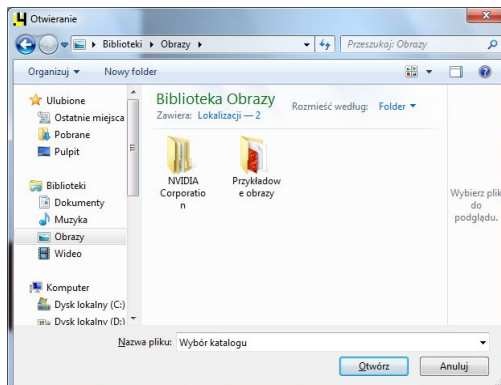 Otwieranie
Biblioteki Obrazy
Przeszukaj: Obrazy
Organizuj Nowy folder
Ulubione
Ostatnie miejsca
Pobrane
Pulpit
Biblioteki
Dokumenty
Muzyka
Obrazy
Wideo
Komputer
Dysk lokalny (C:)
Dysk lokalny (D:)
Biblioteka Obrazy
Zawiera: Lokalizacji — 2
Rozmieść według: Folder
NVIDIA
Corporatio
n
Przykładow
e obrazy
Wybierz plik
do
podglądu.
Nazwa pliku: Wybór katalogu
Otwórz Anuluj